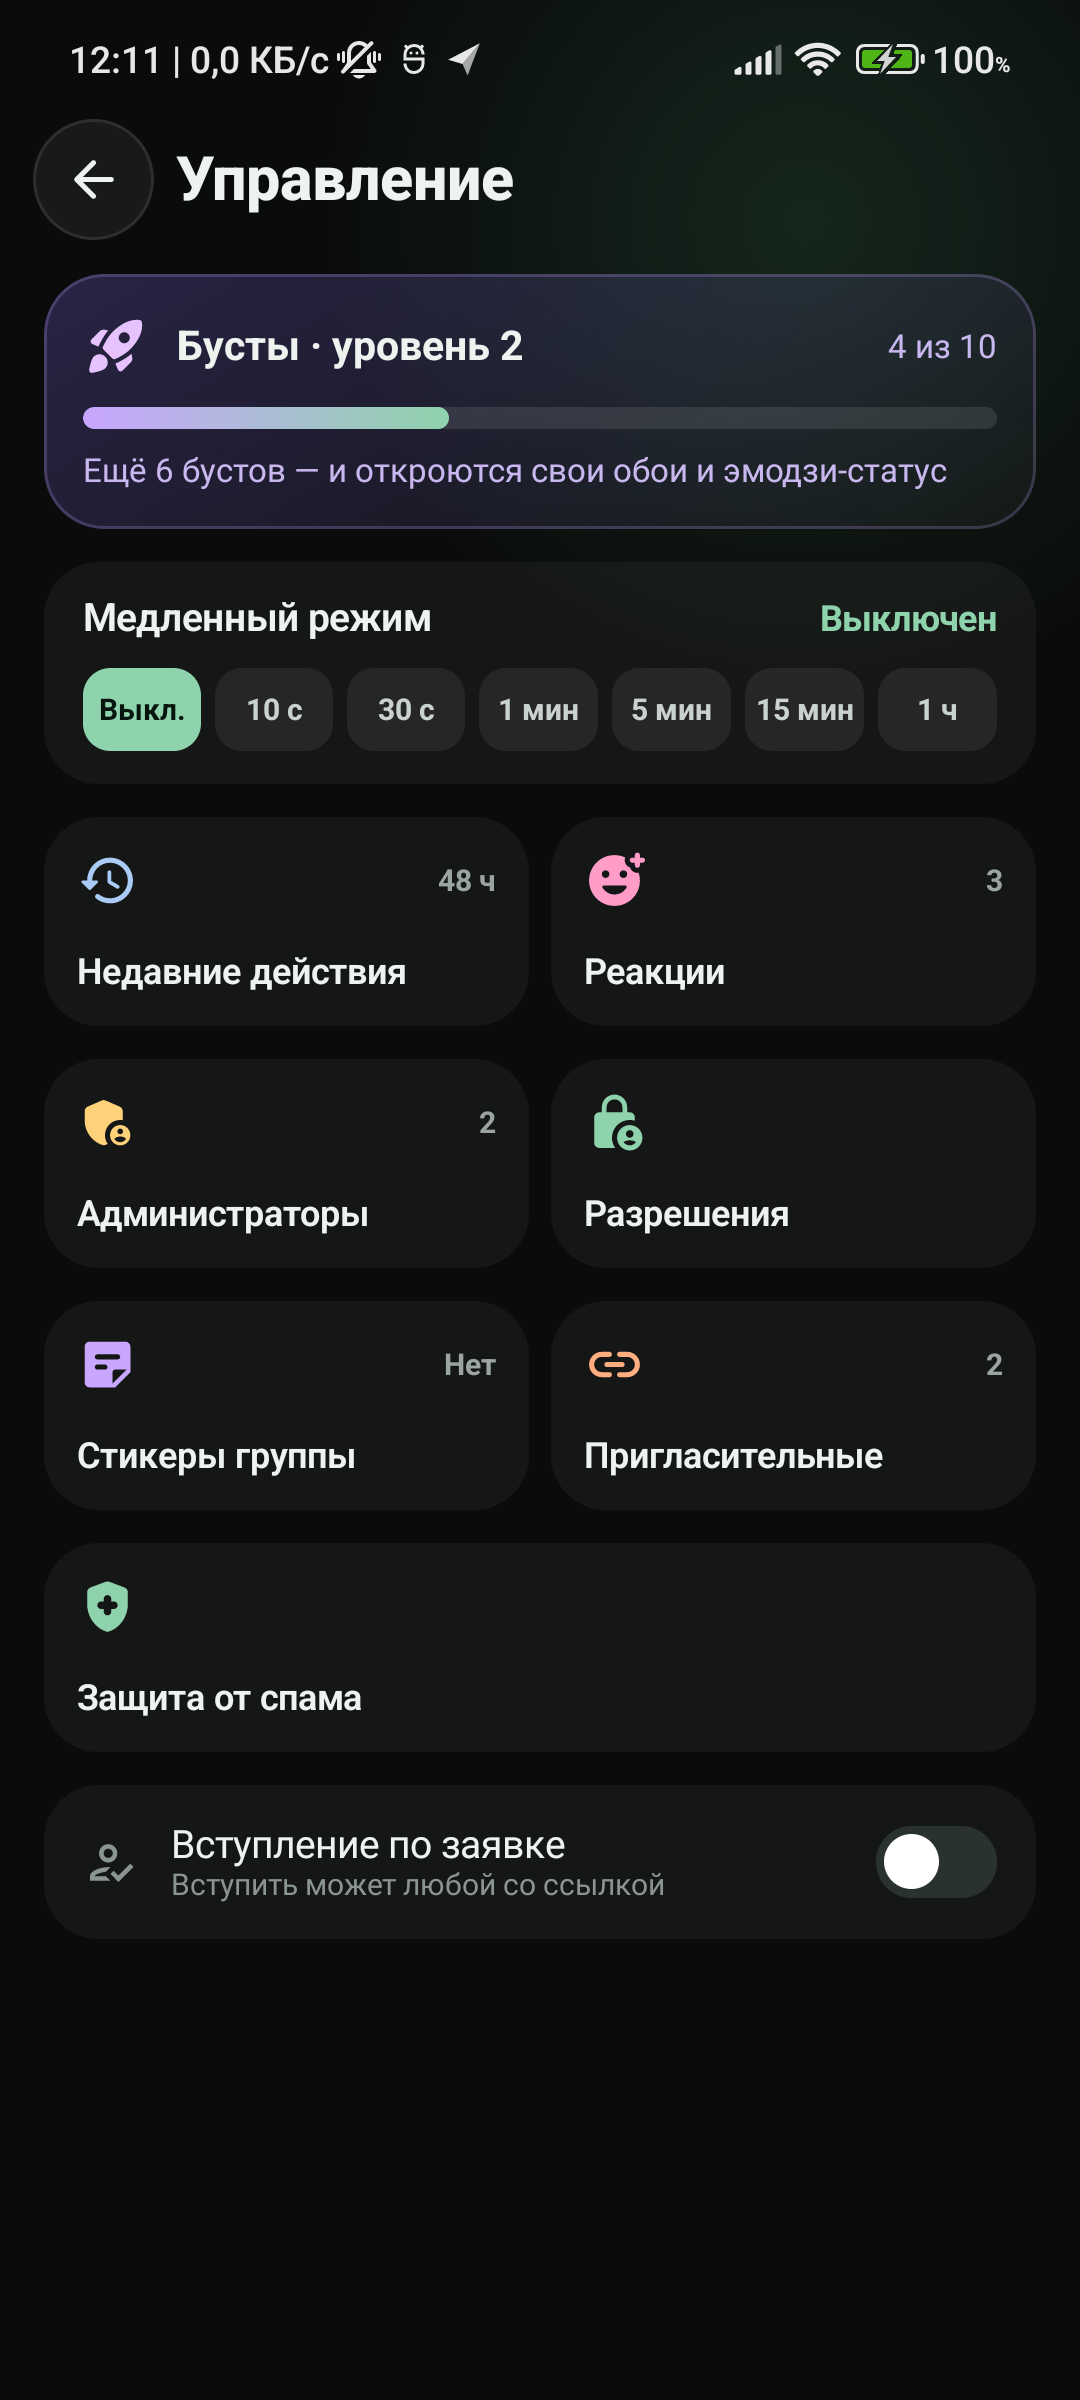 12:11 | 0,0 КБ/с 100%
Управление
Бусты · уровень 2 4 из 10
Ещё 6 бустов — и откроются свои обои и эмодзи-статус
Медленный режим Выключен
Выкл. 10 с 30 с 1 мин 5 мин 15 мин 1 ч
48 ч 3
Недавние действия Реакции
2
Администраторы Разрешения
Нет 2
Стикеры группы Пригласительные
Защита от спама
Вступление по заявке
Вступить может любой со ссылкой